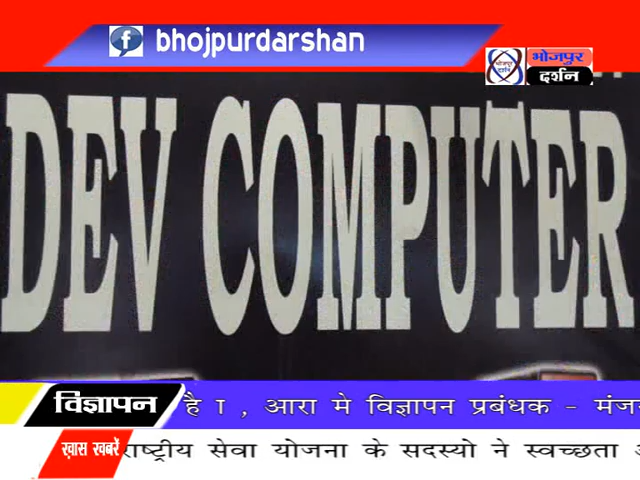 bhojpurdarshan
भोजपुर
दर्शन
DEV COMPUTER
विज्ञापन है I , आरा मे विज्ञापन प्रबंधक -
ख़ास खबरें राष्ट्रीय सेवा योजना के सदस्यो ने स्वच्छता